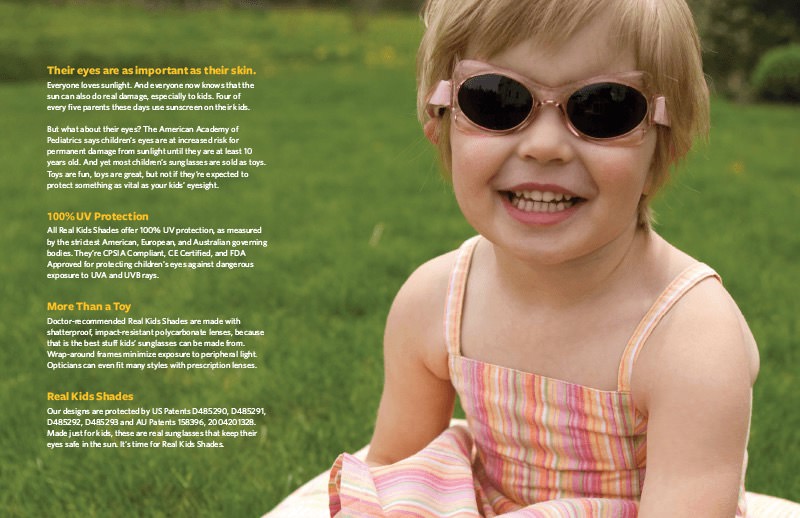 Their eyes are as important as their skin.
Everyone loves sunlight. And everyone now knows that the
sun can also do real damage, especially to kids. Four of
every five parents these days use sunscreen on their kids.
But what about their eyes? The American Academy of
Pediatrics says children's eyes are at increased risk for
permanent damage from sunlight until they are at least 10
years old. And yet most children's sunglasses are sold as toys.
Toys are fun, toys are great, but not if they're expected to
protect something as vital as your kids' eyesight.
100% UV Protection
All Real Kids Shades offer 100% UV protection, as measured
by the strictest American, European, and Australian governing
bodies. They're CPSIA Compliant, CE Certified, and FDA
Approved for protecting children's eyes against dangerous
exposure to UVA and UVB rays.
More Than a Toy
Doctor-recommended Real Kids Shades are made with
shatterproof, impact-resistant polycarbonate lenses, because
that is the best stuff kids' sunglasses can be made from.
Wrap-around frames minimize exposure to peripheral light.
Opticians can even fit many styles with prescription lenses.
Real Kids Shades
Our designs are protected by US Patents D485290, D485291,
D485292, D485293 and AU Patents 158396, 2004201328.
Made just for kids, these are real sunglasses that keep their
eyes safe in the sun. It's time for Real Kids Shades.